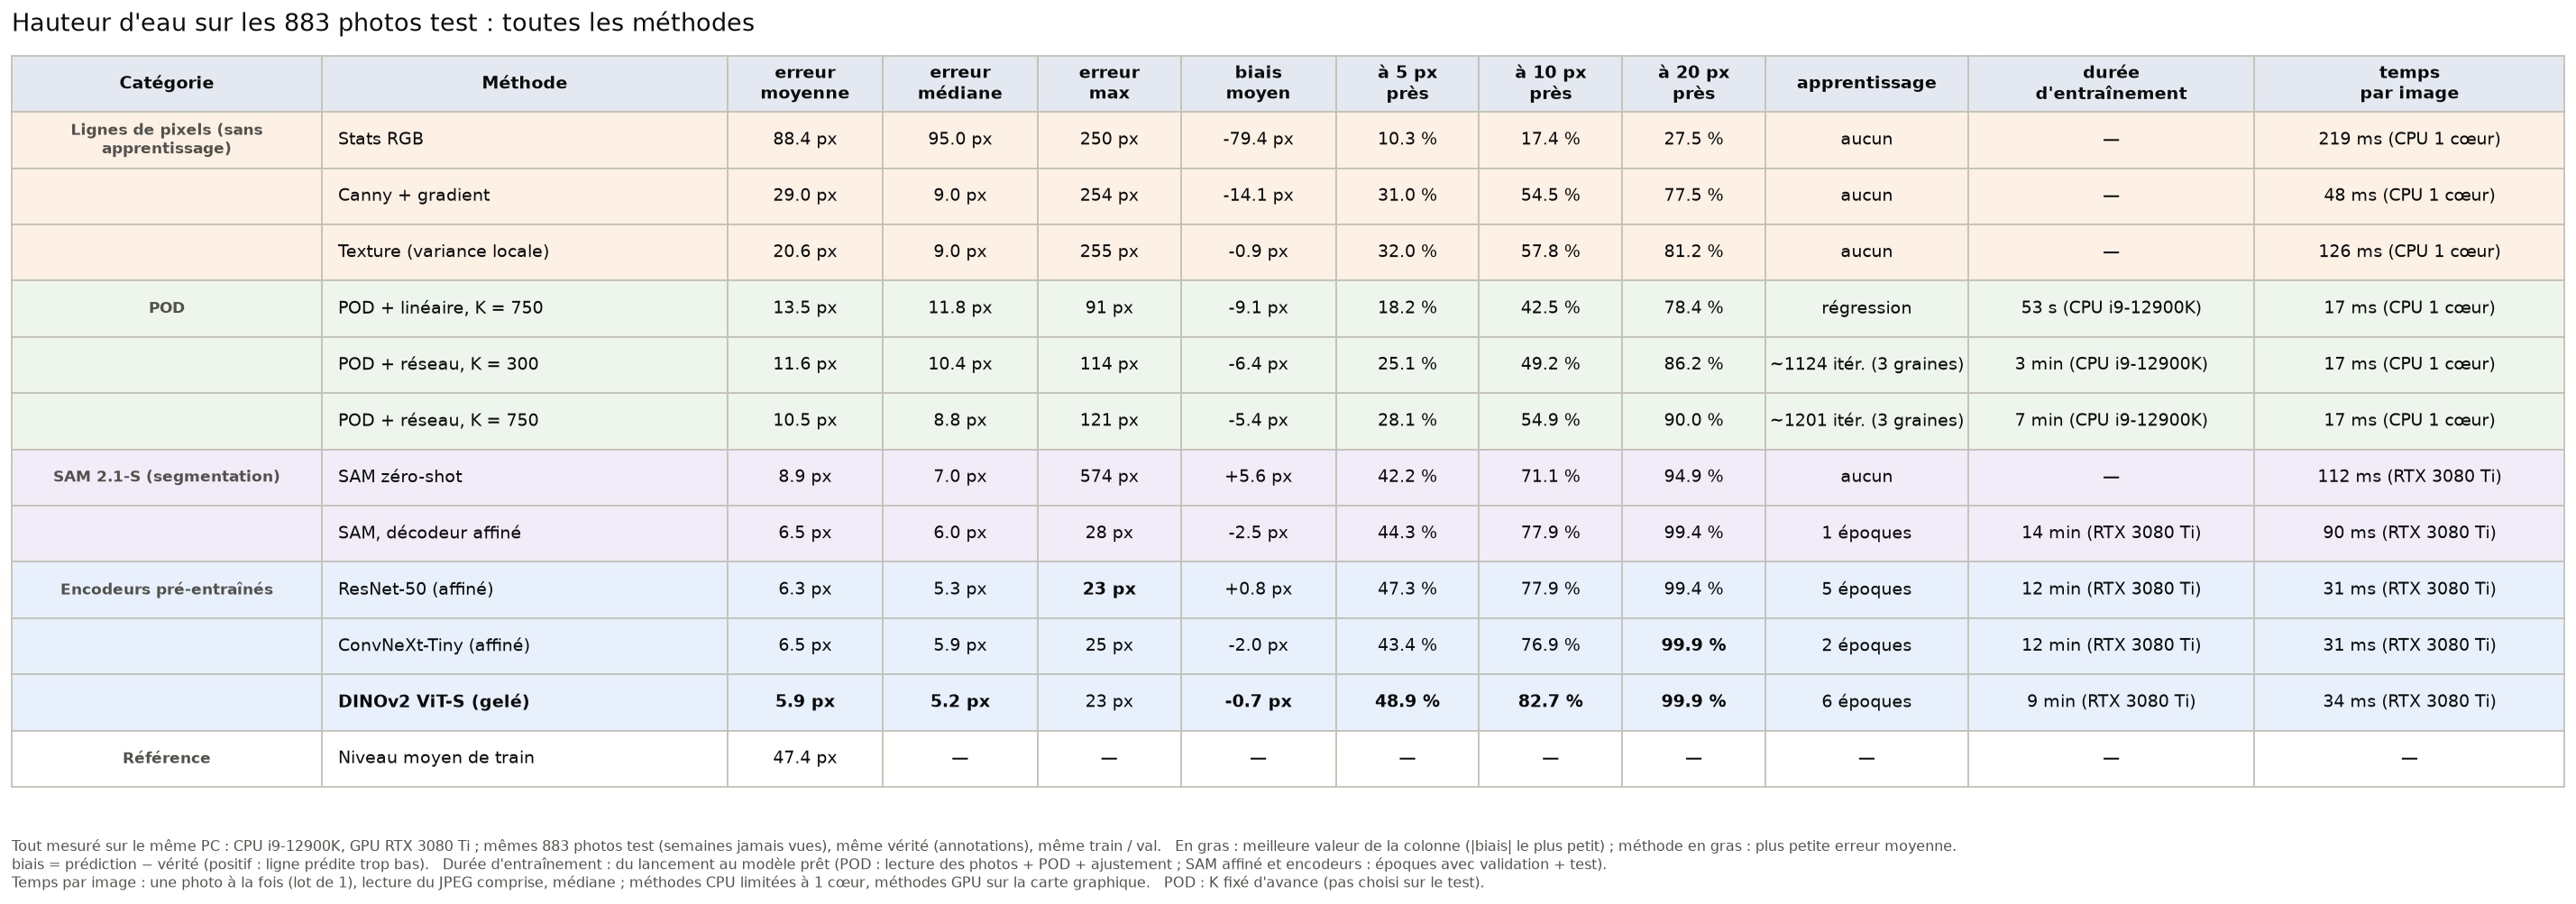 Hauteur d'eau sur les 883 photos test : toutes les méthodes
Catégorie Méthode erreur moyenne erreur médiane erreur max biais moyen à 5 px près à 10 px près à 20 px près apprentissage durée d'entraînement temps par image
Lignes de pixels (sans apprentissage) Stats RGB 88.4 px 95.0 px 250 px -79.4 px 10.3 % 17.4 % 27.5 % aucun — 219 ms (CPU 1 cœur)
Canny + gradient 29.0 px 9.0 px 254 px -14.1 px 31.0 % 54.5 % 77.5 % aucun — 48 ms (CPU 1 cœur)
Texture (variance locale) 20.6 px 9.0 px 255 px -0.9 px 32.0 % 57.8 % 81.2 % aucun — 126 ms (CPU 1 cœur)
POD POD + linéaire, K = 750 13.5 px 11.8 px 91 px -9.1 px 18.2 % 42.5 % 78.4 % régression 53 s (CPU i9-12900K) 17 ms (CPU 1 cœur)
POD + réseau, K = 300 11.6 px 10.4 px 114 px -6.4 px 25.1 % 49.2 % 86.2 % ~1124 itér. (3 graines) 3 min (CPU i9-12900K) 17 ms (CPU 1 cœur)
POD + réseau, K = 750 10.5 px 8.8 px 121 px -5.4 px 28.1 % 54.9 % 90.0 % ~1201 itér. (3 graines) 7 min (CPU i9-12900K) 17 ms (CPU 1 cœur)
SAM 2.1-S (segmentation) SAM zéro-shot 8.9 px 7.0 px 574 px +5.6 px 42.2 % 71.1 % 94.9 % aucun — 112 ms (RTX 3080 Ti)
SAM, décodeur affiné 6.5 px 6.0 px 28 px -2.5 px 44.3 % 77.9 % 99.4 % 1 époques 14 min (RTX 3080 Ti) 90 ms (RTX 3080 Ti)
Encodeurs pré-entraînés ResNet-50 (affiné) 6.3 px 5.3 px 23 px +0.8 px 47.3 % 77.9 % 99.4 % 5 époques 12 min (RTX 3080 Ti) 31 ms (RTX 3080 Ti)
ConvNeXt-Tiny (affiné) 6.5 px 5.9 px 25 px -2.0 px 43.4 % 76.9 % 99.9 % 2 époques 12 min (RTX 3080 Ti) 31 ms (RTX 3080 Ti)
DINOv2 ViT-S (gelé) 5.9 px 5.2 px 23 px -0.7 px 48.9 % 82.7 % 99.9 % 6 époques 9 min (RTX 3080 Ti) 34 ms (RTX 3080 Ti)
Référence Niveau moyen de train 47.4 px — — — — — — — — —
Tout mesuré sur le même PC : CPU i9-12900K, GPU RTX 3080 Ti ; mêmes 883 photos test (semaines jamais vues), même vérité (annotations), même train / val. En gras : meilleure valeur de la colonne (|biais| le plus petit) ; méthode en gras : plus petite erreur moyenne.
biais = prédiction − vérité (positif : ligne prédite trop bas). Durée d'entraînement : du lancement au modèle prêt (POD : lecture des photos + POD + ajustement ; SAM affiné et encodeurs : époques avec validation + test).
Temps par image : une photo à la fois (lot de 1), lecture du JPEG comprise, médiane ; méthodes CPU limitées à 1 cœur, méthodes GPU sur la carte graphique. POD : K fixé d'avance (pas choisi sur le test).